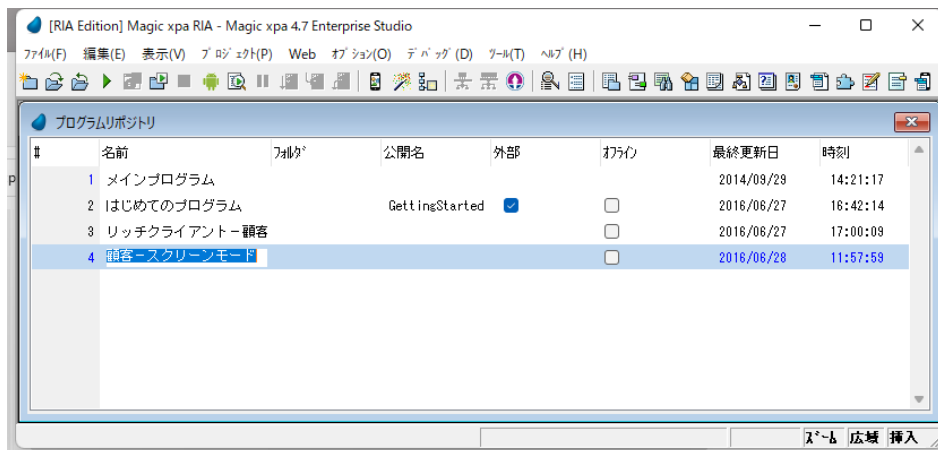 [RIA Edition] Magic xpa RIA - Magic xpa 4.7 Enterprise Studio
ﾌｧｲﾙ(F) 編集(E) 表示(V) ﾌﾟﾛｼﾞｪｸﾄ(P) Web ｵﾌﾟｼｮﾝ(O) ﾃﾞﾊﾞｯｸﾞ(D) ﾂｰﾙ(T) ﾍﾙﾌﾟ(H)
プログラムリポジトリ
# 名前 ﾌｫﾙﾀﾞ 公開名 外部 ｵﾌﾗｲﾝ 最終更新日 時刻
1 メインプログラム 2014/09/29 14:21:17
2 はじめてのプログラム GettingStarted 2016/06/27 16:42:14
3 リッチクライアント－顧客 2016/06/27 17:00:09
4 顧客－スクリーンモード 2016/06/28 11:57:59
ｽﾞｰﾑ 広域 挿入